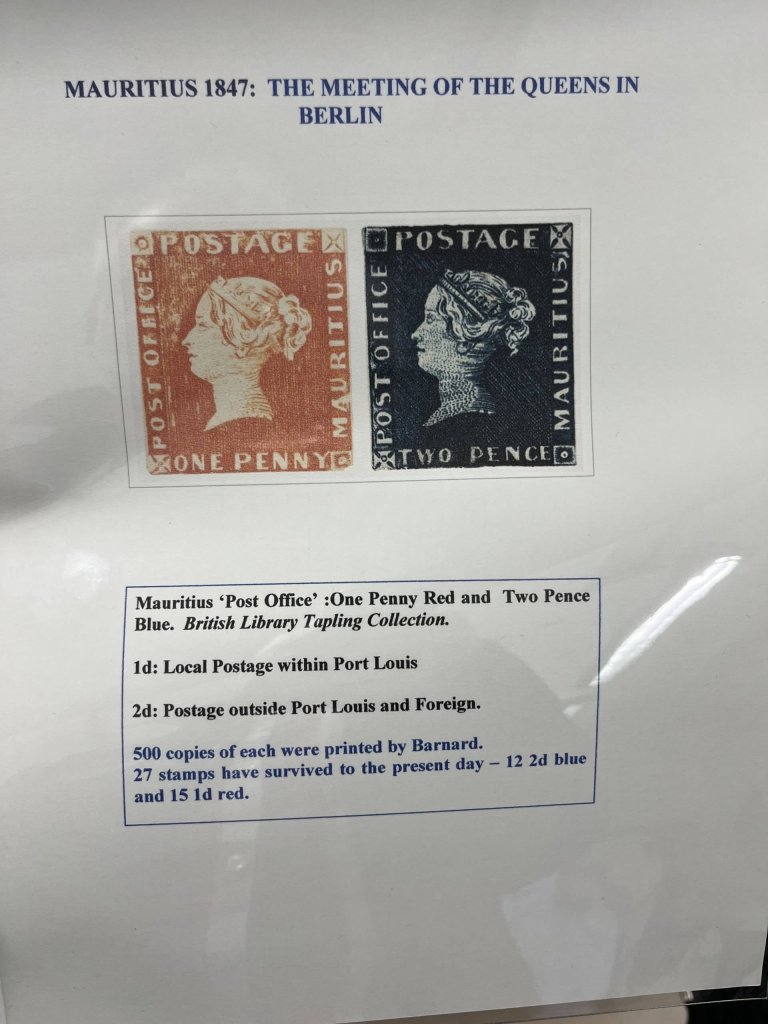 MAURITIUS 1847: THE MEETING OF THE QUEENS IN
BERLIN
POSTAGE
POST OFFICE
MAURITIUS
ONE PENNY
POSTAGE
POST OFFICE
MAURITIUS
TWO PENCE
Mauritius ‘Post Office’ :One Penny Red and Two Pence
Blue. British Library Tapling Collection.
1d: Local Postage within Port Louis
2d: Postage outside Port Louis and Foreign.
500 copies of each were printed by Barnard.
27 stamps have survived to the present day – 12 2d blue
and 15 1d red.